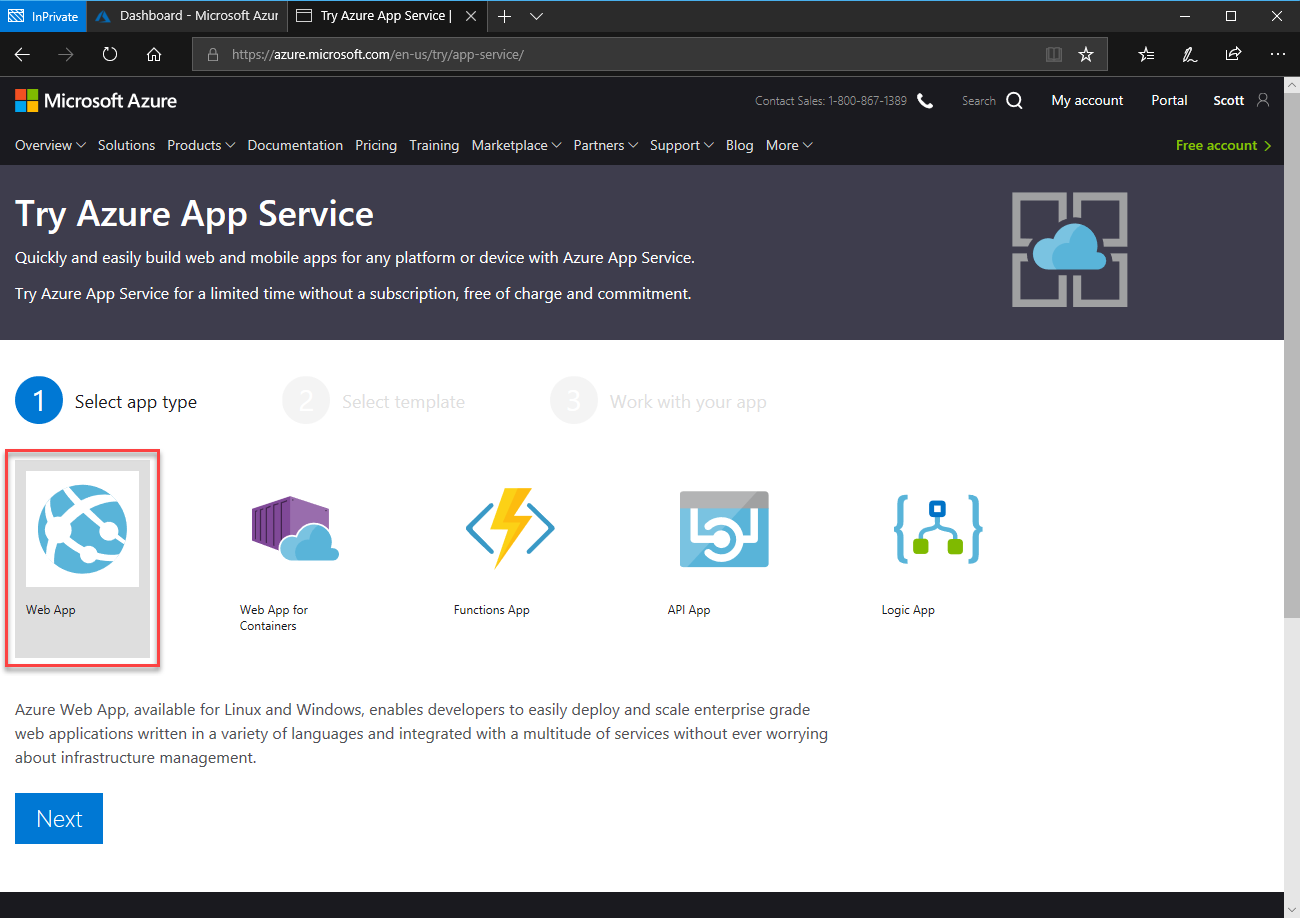 InPrivate
Dashboard - Microsoft Azur
Try Azure App Service |
https://azure.microsoft.com/en-us/try/app-service/
Microsoft Azure
Contact Sales: 1-800-867-1389
Search
My account
Portal
Scott
Overview Solutions Products Documentation Pricing Training Marketplace Partners Support Blog More
Free account
Try Azure App Service
Quickly and easily build web and mobile apps for any platform or device with Azure App Service.
Try Azure App Service for a limited time without a subscription, free of charge and commitment.
1 Select app type
2 Select template
3 Work with your app
Web App
Web App for
Containers
Functions App
API App
Logic App
Azure Web App, available for Linux and Windows, enables developers to easily deploy and scale enterprise grade
web applications written in a variety of languages and integrated with a multitude of services without ever worrying
about infrastructure management.
Next